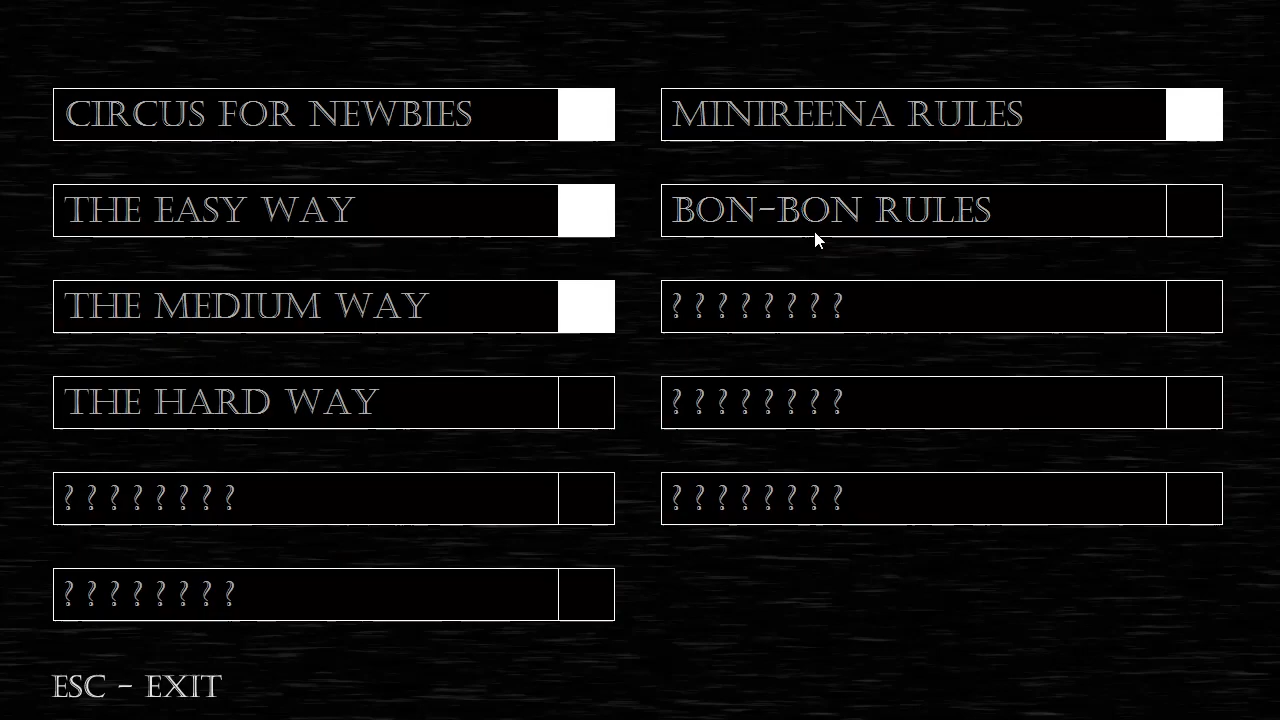 CIRCUS FOR NEWBIES
THE EASY WAY
THE MEDIUM WAY
THE HARD WAY
? ? ? ? ? ? ? ?
? ? ? ? ? ? ? ?
MINIREENA RULES
BON-BON RULES
? ? ? ? ? ? ? ?
? ? ? ? ? ? ? ?
? ? ? ? ? ? ? ?
ESC - EXIT